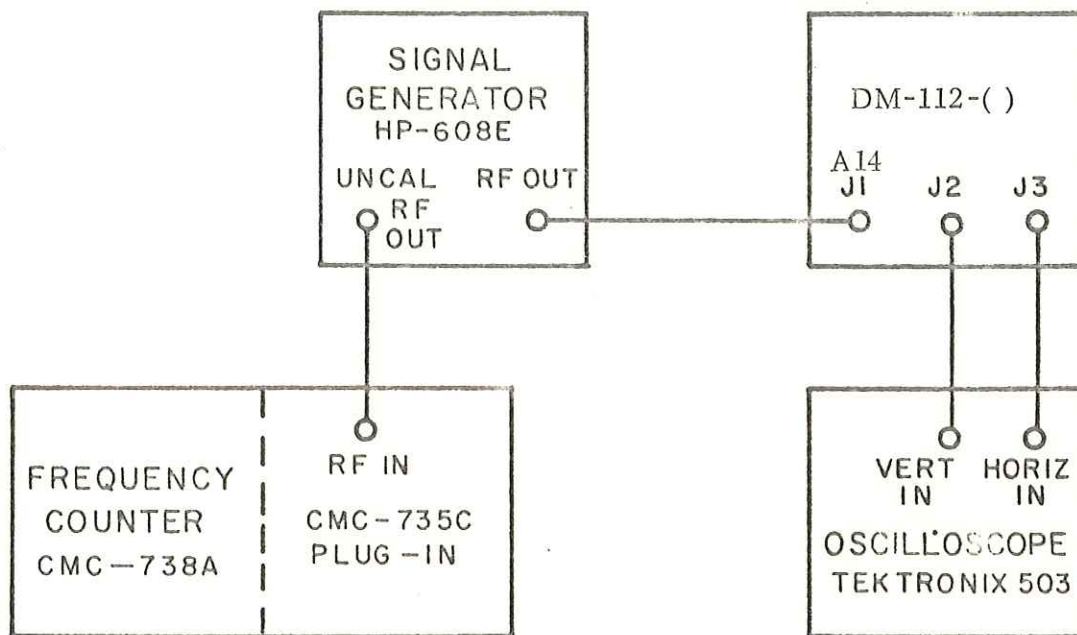 SIGNAL
GENERATOR
HP-608E
UNCAL
RF
OUT
RF OUT
DM-112-( )
A14
J1
J2
J3
FREQUENCY
COUNTER
CMC-738A
RF IN
CMC-735C
PLUG-IN
VERT
IN
HORIZ
IN
OSCILLOSCOPE
TEKTRONIX 503